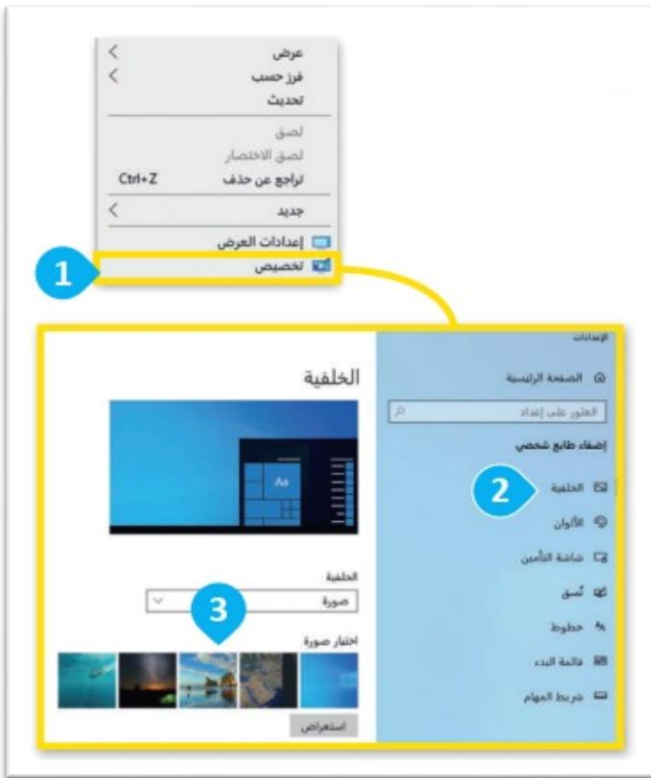 عرض
فرز حسب
تحديث
لصق
لصق الاختصار
تراجع عن حذف Ctrl+Z
جديد
إعدادات العرض
1 تخصيص
الإعدادات
الصفحة الرئيسية
العثور على إعداد
إضفاء طابع شخصي
الخلفية 2
الألوان
شاشة التأمين
نُسق
خطوط
قائمة البدء
شريط المهام
الخلفية
Aa
الخلفية
صورة
3
اختيار صورة
استعراض